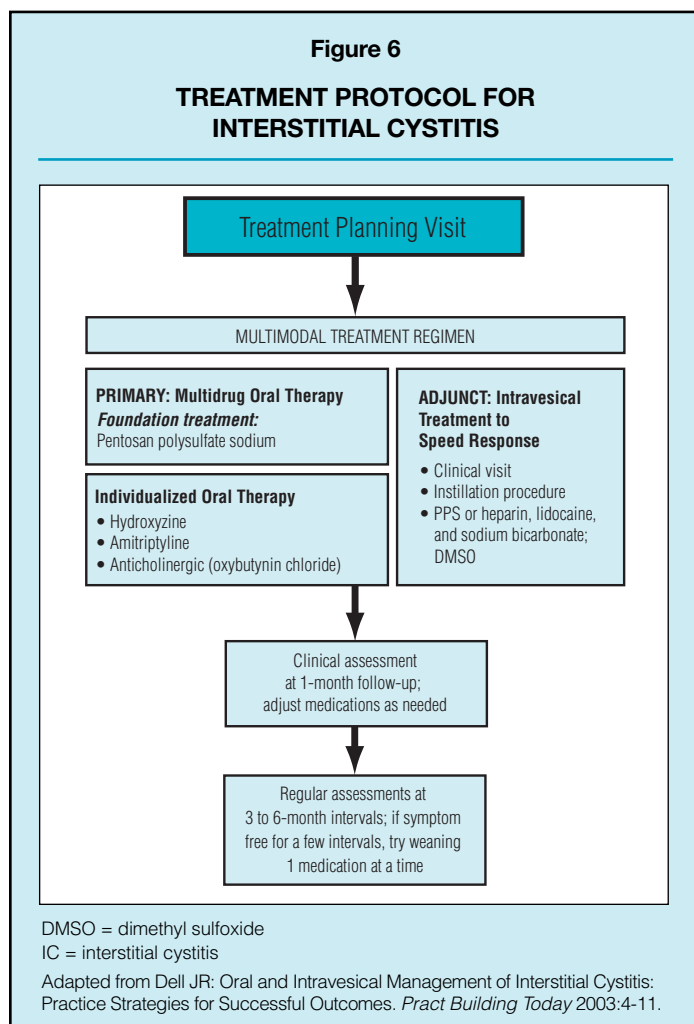 Figure 6
TREATMENT PROTOCOL FOR
INTERSTITIAL CYSTITIS
Treatment Planning Visit
MULTIMODAL TREATMENT REGIMEN
PRIMARY: Multidrug Oral Therapy
Foundation treatment:
Pentosan polysulfate sodium
Individualized Oral Therapy
• Hydroxyzine
• Amitriptyline
• Anticholinergic (oxybutynin chloride)
ADJUNCT: Intravesical
Treatment to
Speed Response
• Clinical visit
• Instillation procedure
• PPS or heparin, lidocaine,
and sodium bicarbonate;
DMSO
Clinical assessment
at 1-month follow-up;
adjust medications as needed
Regular assessments at
3 to 6-month intervals; if symptom
free for a few intervals, try weaning
1 medication at a time
DMSO = dimethyl sulfoxide
IC = interstitial cystitis
Adapted from Dell JR: Oral and Intravesical Management of Interstitial Cystitis:
Practice Strategies for Successful Outcomes. Pract Building Today 2003:4-11.